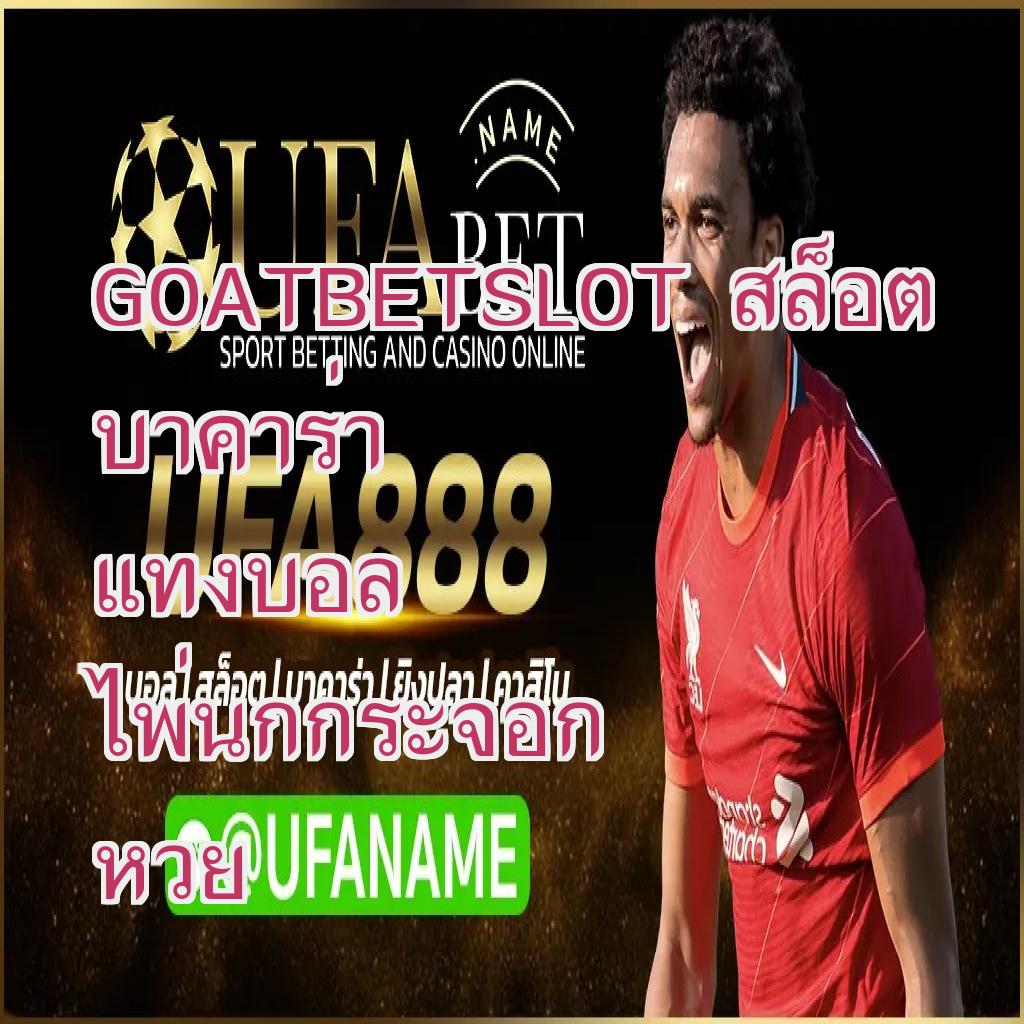 .NAME
UFABET
GOATBETSLOT สล็อต
SPORT BETTING AND CASINO ONLINE
บาคาร่า
UFA888
แทงบอล
บอล | สล็อต | บาคาร่า | ยิงปลา | คาสิโน
ไพ่นกกระจอก
หวย
@UFANAME